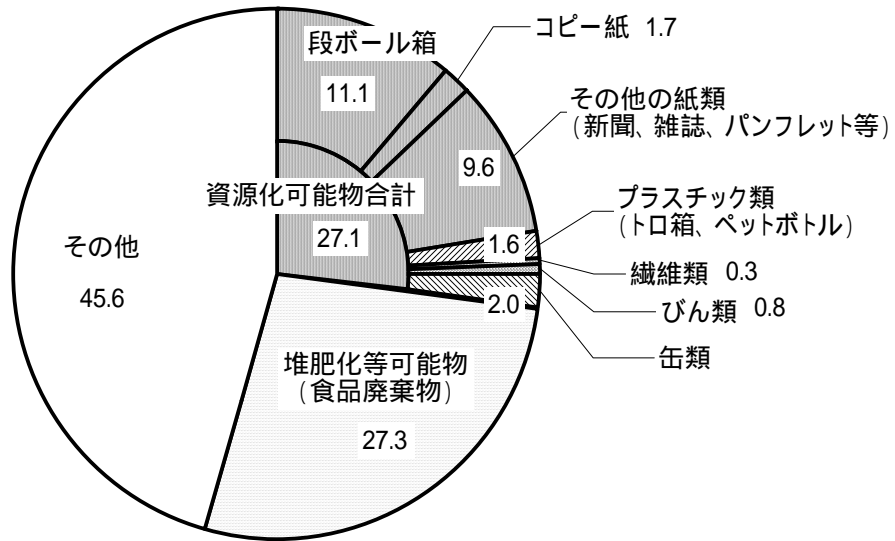 段ボール箱
11.1
コピー紙 1.7
その他の紙類
(新聞、雑誌、パンフレット等)
9.6
資源化可能物合計
27.1
プラスチック類
(トロ箱、ペットボトル)
1.6
繊維類 0.3
びん類 0.8
缶類
2.0
その他
45.6
堆肥化等可能物
(食品廃棄物)
27.3